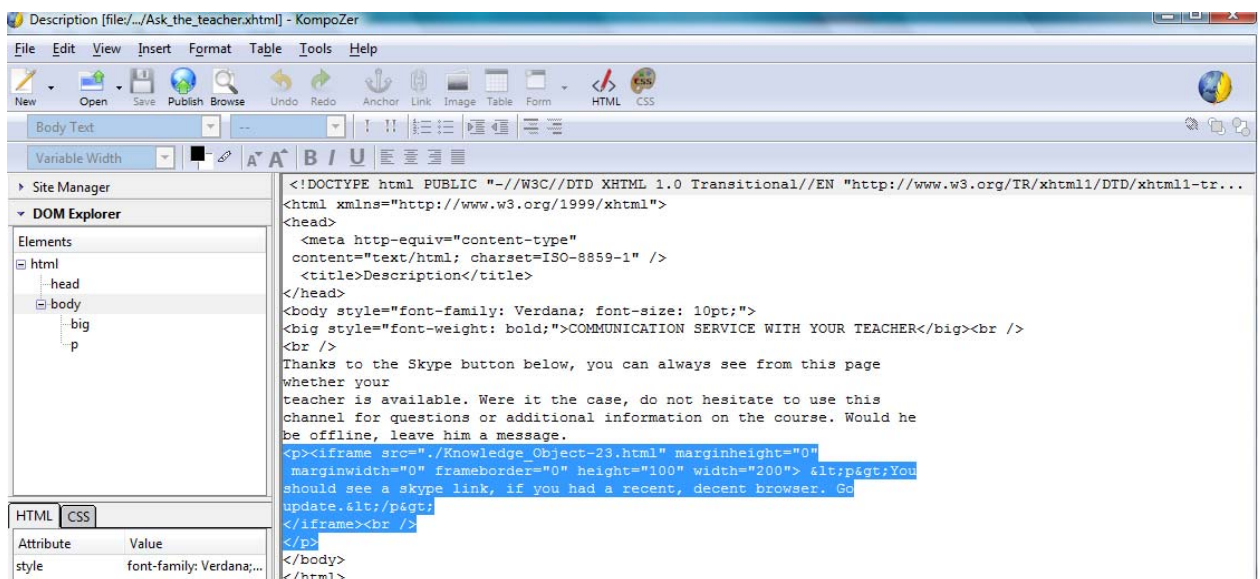 Description [file:/.../Ask_the_teacher.xhtml] - KompoZer
File Edit View Insert Format Table Tools Help
New Open Save Publish Browse Undo Redo Anchor Link Image Table Form HTML CSS
Body Text --
Variable Width A A B I U
Site Manager
DOM Explorer
Elements
html
head
body
big
p
HTML CSS
Attribute Value
style font-family: Verdana;...
<!DOCTYPE html PUBLIC "-//W3C//DTD XHTML 1.0 Transitional//EN "http://www.w3.org/TR/xhtml1/DTD/xhtml1-tr...
<html xmlns="http://www.w3.org/1999/xhtml">
<head>
<meta http-equiv="content-type"
content="text/html; charset=ISO-8859-1" />
<title>Description</title>
</head>
<body style="font-family: Verdana; font-size: 10pt;">
<big style="font-weight: bold;">COMMUNICATION SERVICE WITH YOUR TEACHER</big><br />
<br />
Thanks to the Skype button below, you can always see from this page
whether your
teacher is available. Were it the case, do not hesitate to use this
channel for questions or additional information on the course. Would he
be offline, leave him a message.
<p><iframe src="./Knowledge_Object-23.html" marginheight="0"
marginwidth="0" frameborder="0" height="100" width="200"> &lt;p&gt;You
should see a skype link, if you had a recent, decent browser. Go
update.&lt;/p&gt;
</iframe><br />
</p>
</body>
</html>